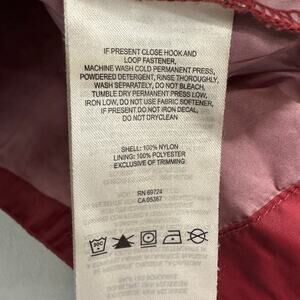 IF PRESENT CLOSE HOOK AND
LOOP FASTENER,
MACHINE WASH COLD PERMANENT PRESS,
POWDERED DETERGENT, RINSE THOROUGHLY,
WASH SEPARATELY, DO NOT BLEACH,
TUMBLE DRY PERMANENT PRESS LOW,
IRON LOW, DO NOT USE FABRIC SOFTENER,
IF PRESENT DO NOT IRON DECAL,
DO NOT DRYCLEAN
SHELL: 100% NYLON
LINING: 100% POLYESTER
EXCLUSIVE OF TRIMMING
RN 69724
CA 05367